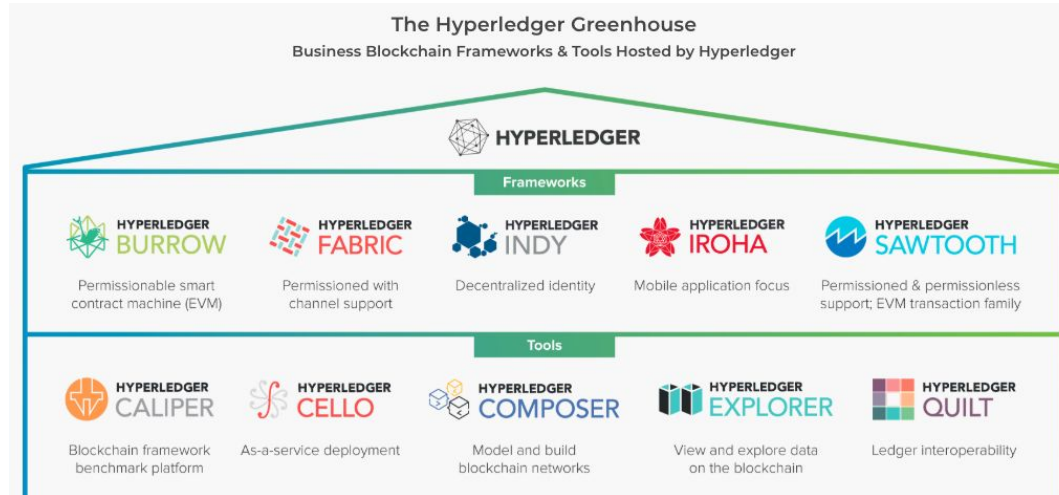 The Hyperledger Greenhouse
Business Blockchain Frameworks & Tools Hosted by Hyperledger
HYPERLEDGER
Frameworks
HYPERLEDGER
BURROW
Permissionable smart
contract machine (EVM)
HYPERLEDGER
FABRIC
Permissioned with
channel support
HYPERLEDGER
INDY
Decentralized identity
HYPERLEDGER
IROHA
Mobile application focus
HYPERLEDGER
SAWTOOTH
Permissioned & permissionless
support; EVM transaction family
Tools
HYPERLEDGER
CALIPER
Blockchain framework
benchmark platform
HYPERLEDGER
CELLO
As-a-service deployment
HYPERLEDGER
COMPOSER
Model and build
blockchain networks
HYPERLEDGER
EXPLORER
View and explore data
on the blockchain
HYPERLEDGER
QUILT
Ledger interoperability